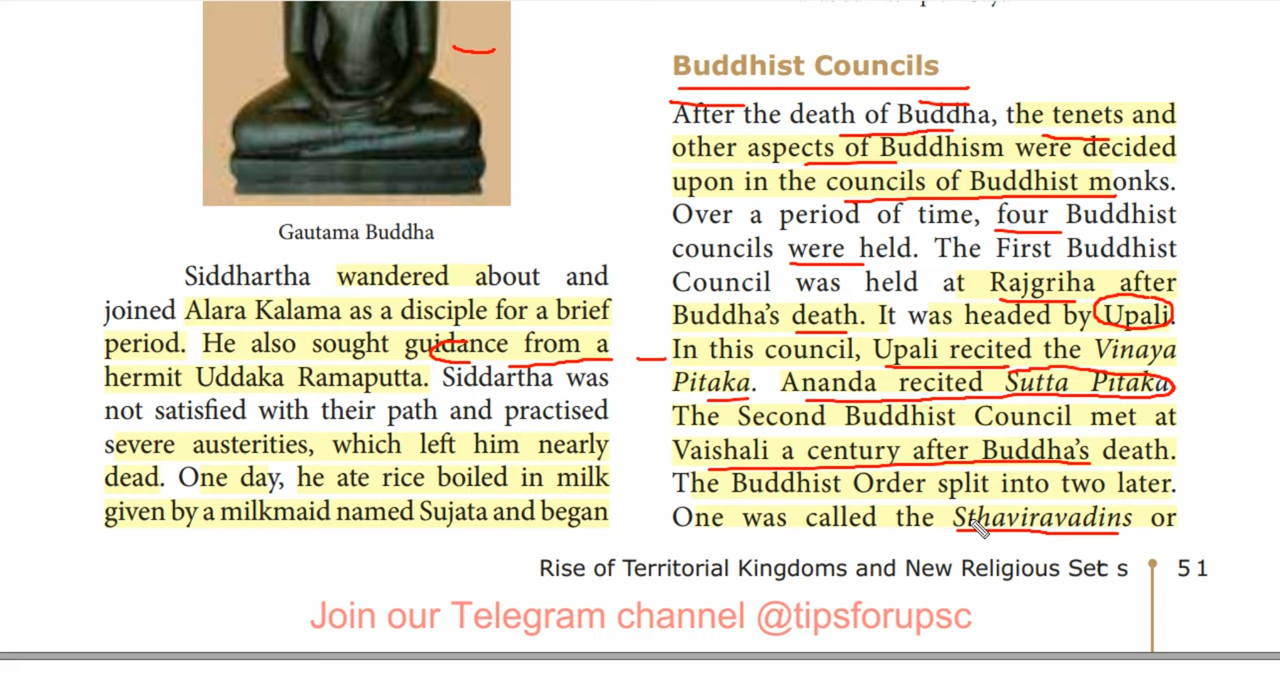 Gautama Buddha
Siddhartha wandered about and
joined Alara Kalama as a disciple for a brief
period. He also sought guidance from a
hermit Uddaka Ramaputta. Siddartha was
not satisfied with their path and practised
severe austerities, which left him nearly
dead. One day, he ate rice boiled in milk
given by a milkmaid named Sujata and began
Buddhist Councils
After the death of Buddha, the tenets and
other aspects of Buddhism were decided
upon in the councils of Buddhist monks.
Over a period of time, four Buddhist
councils were held. The First Buddhist
Council was held at Rajgriha after
Buddha's death. It was headed by Upali.
In this council, Upali recited the Vinaya
Pitaka. Ananda recited Sutta Pitaka.
The Second Buddhist Council met at
Vaishali a century after Buddha's death.
The Buddhist Order split into two later.
One was called the Sthaviravadins or
Rise of Territorial Kingdoms and New Religious Set s 51
Join our Telegram channel @tipsforupsc